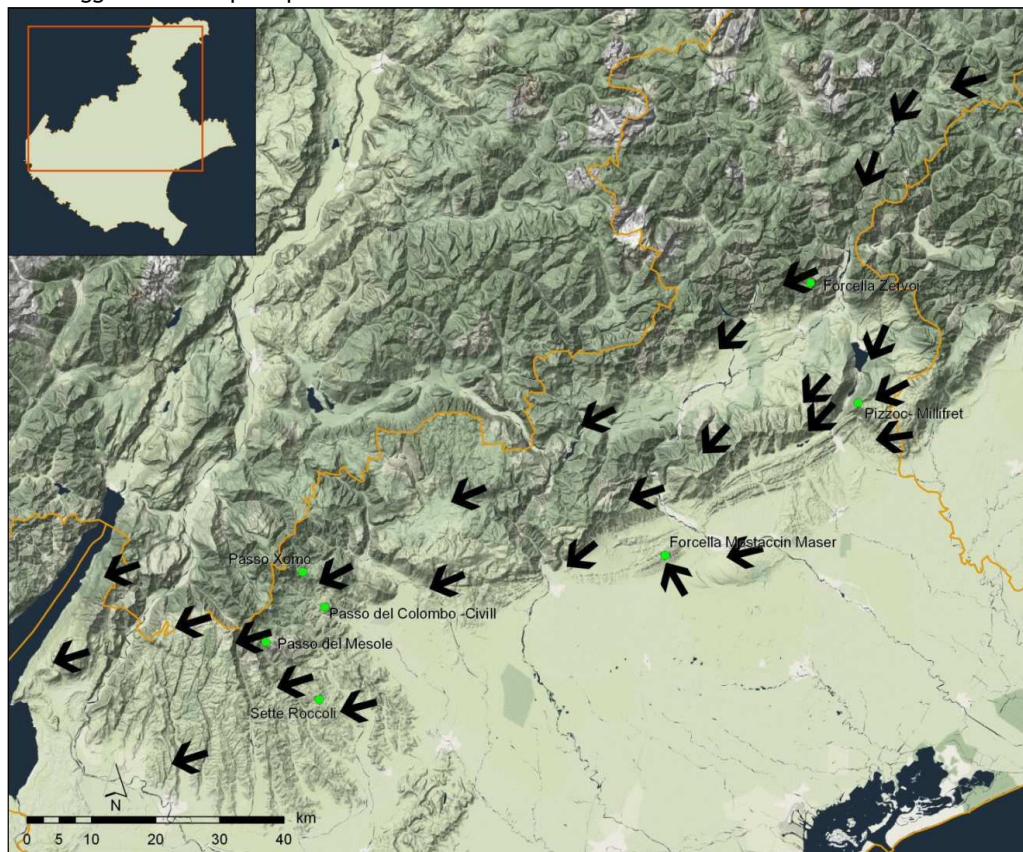 Forcella Zervoi
Pizzoc- Millifret
Forcella Mostaccin Maser
Passo Xomo
Passo del Colombo -Civill
Passo del Mesole
Sette Roccoli
N
km
0 5 10 20 30 40